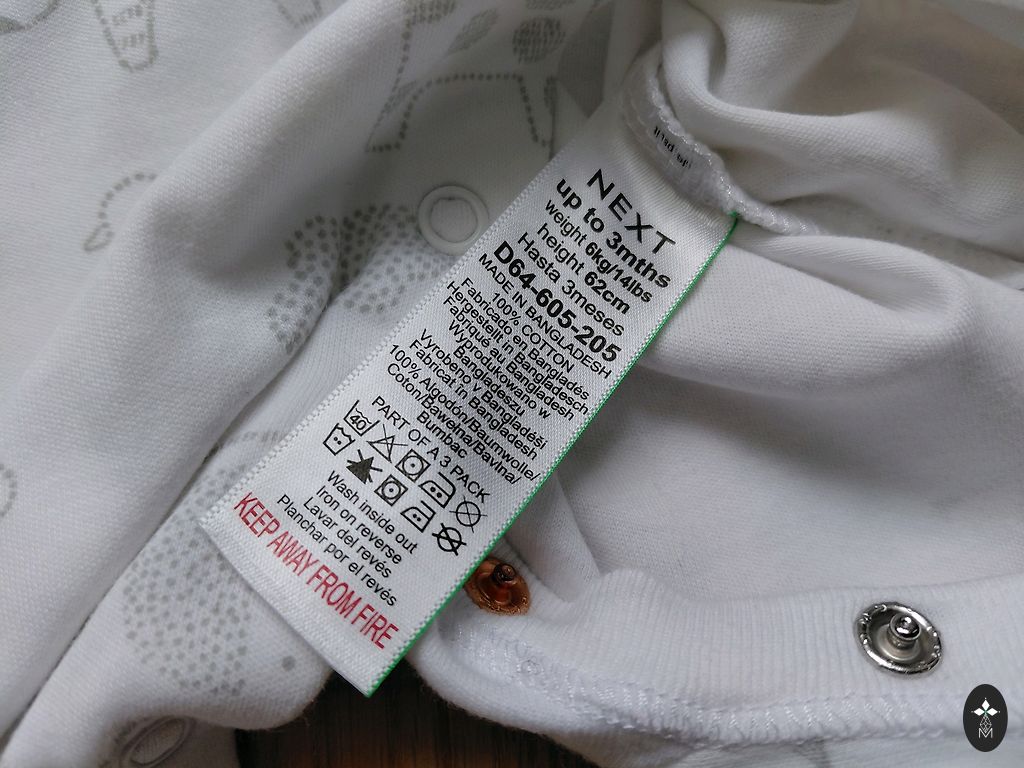 NEXT
up to 3mths
weight 6kg/14lbs
height 62cm
Hasta 3meses
D64-605-205
MADE IN BANGLADESH
100% COTTON
Fabricado en Bangladés
Hergestellt in Bangladesch
Fabriqué au Bangladesh
Wyprodukowano w
Bangladeszu
Vyrobeno v Bangladéši
Fabricat în Bangladesh
100% Algodón/Baumwolle/
Coton/Bawełna/Bavlna/
Bumbac
PART OF A 3 PACK
40
Wash inside out
Iron on reverse
Lavar del revés
Planchar por el revés
KEEP AWAY FROM FIRE
M